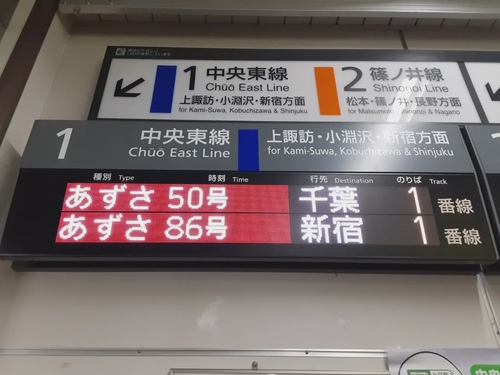 1 中央東線
Chūō East Line
上諏訪・小淵沢・新宿方面
for Kami-Suwa, Kobuchizawa & Shinjuku
2 篠ノ井線
Shinonoi Line
松本・篠ノ井・長野方面
for Matsumoto, Shinonoi & Nagano
1 中央東線
Chūō East Line
上諏訪・小淵沢・新宿方面
for Kami-Suwa, Kobuchizawa & Shinjuku
種別 Type 時刻 Time 行先 Destination のりば Track
あずさ 50号 千葉 1 番線
あずさ 86号 新宿 1 番線